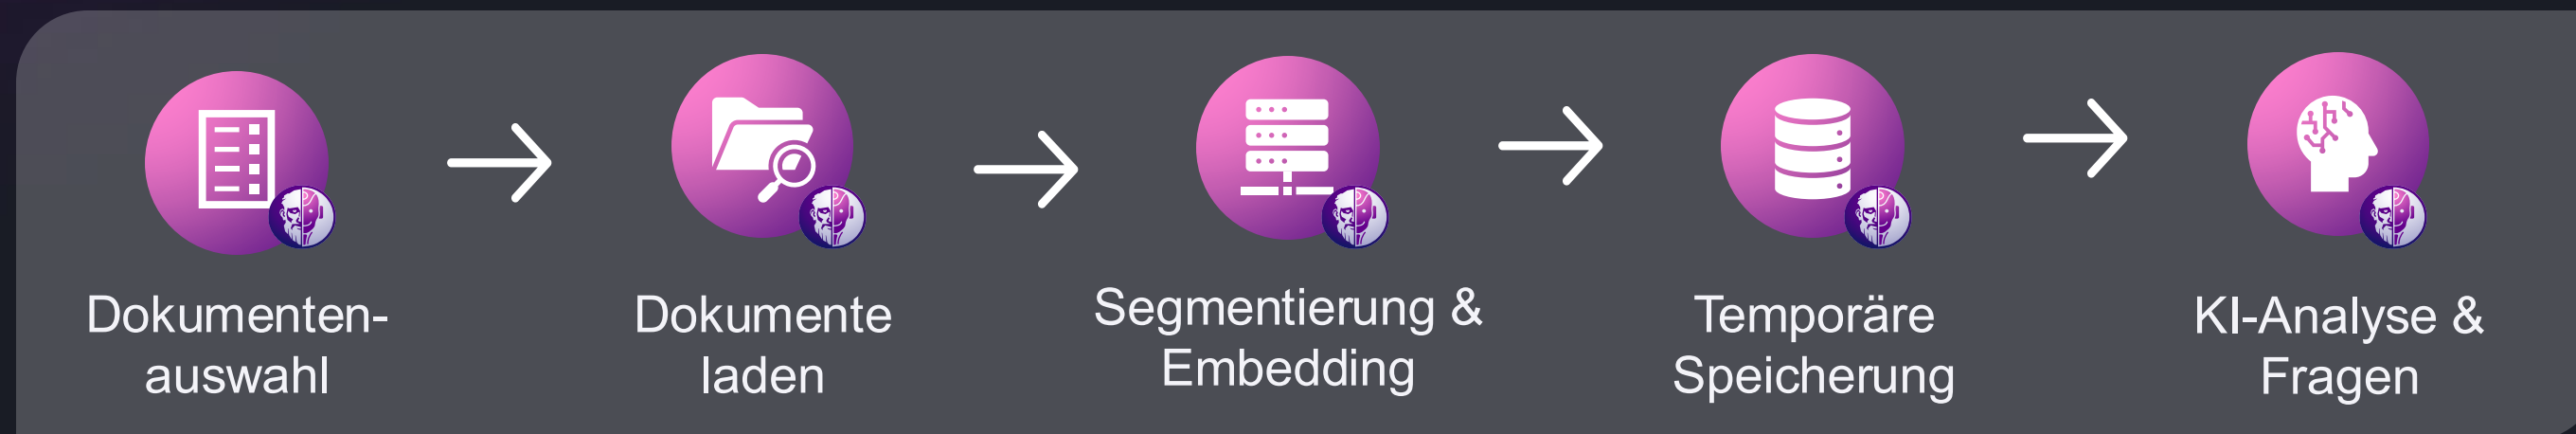 Dokumenten-
auswahl
Dokumente
laden
Segmentierung &
Embedding
Temporäre
Speicherung
KI-Analyse &
Fragen